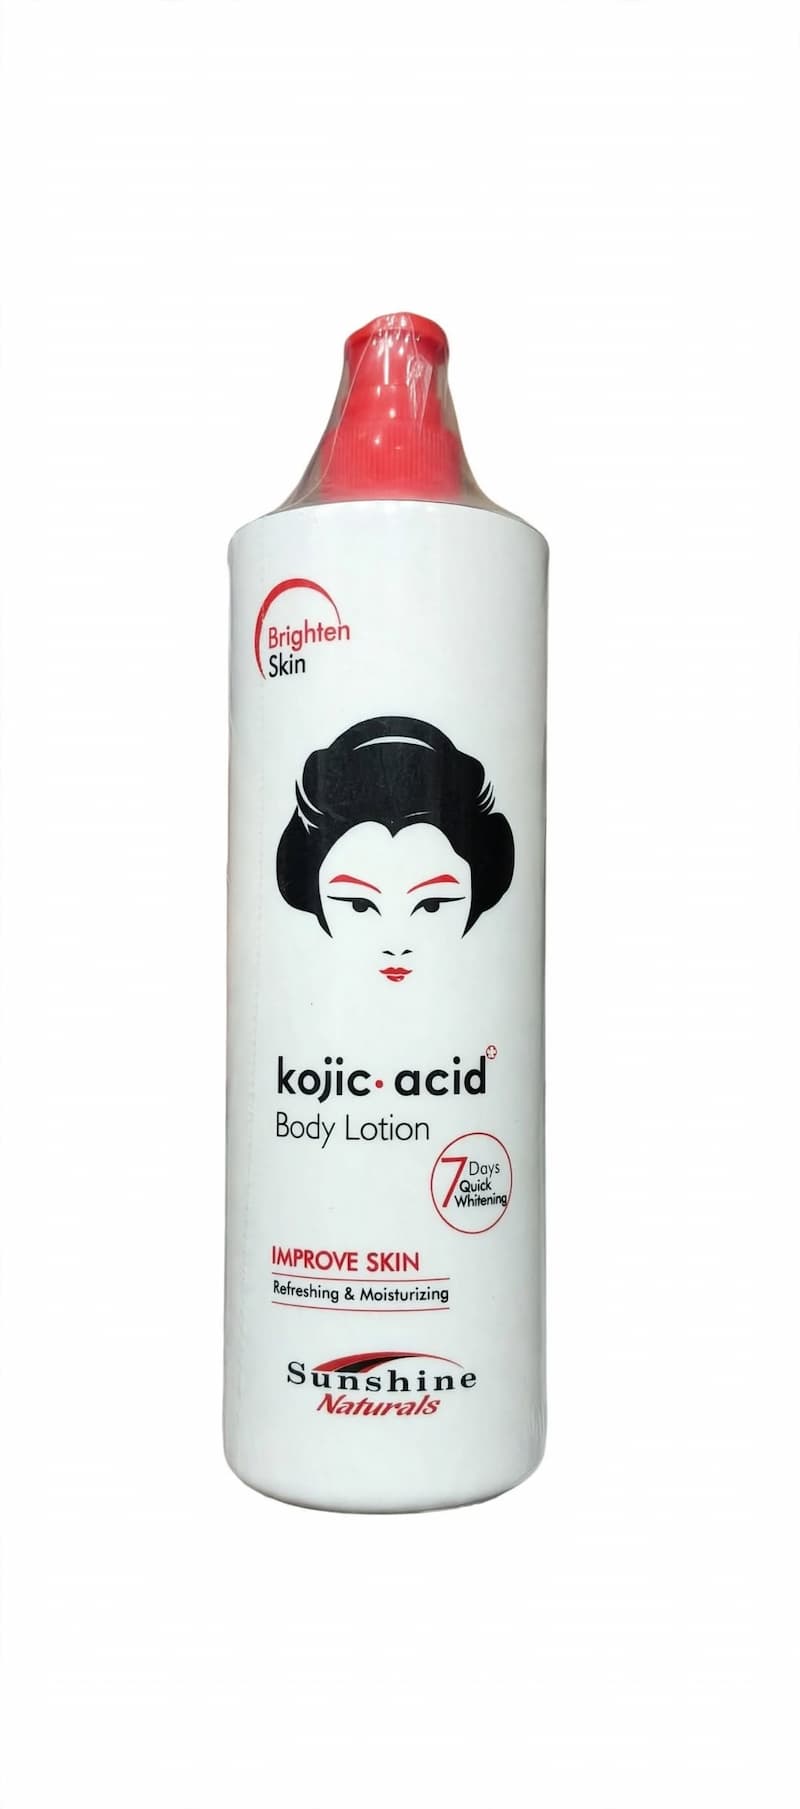 Brighten
Skin
kojic• acid
Body Lotion
7 Days
Quick
Whitening
IMPROVE SKIN
Refreshing & Moisturizing
Sunshine
Naturals